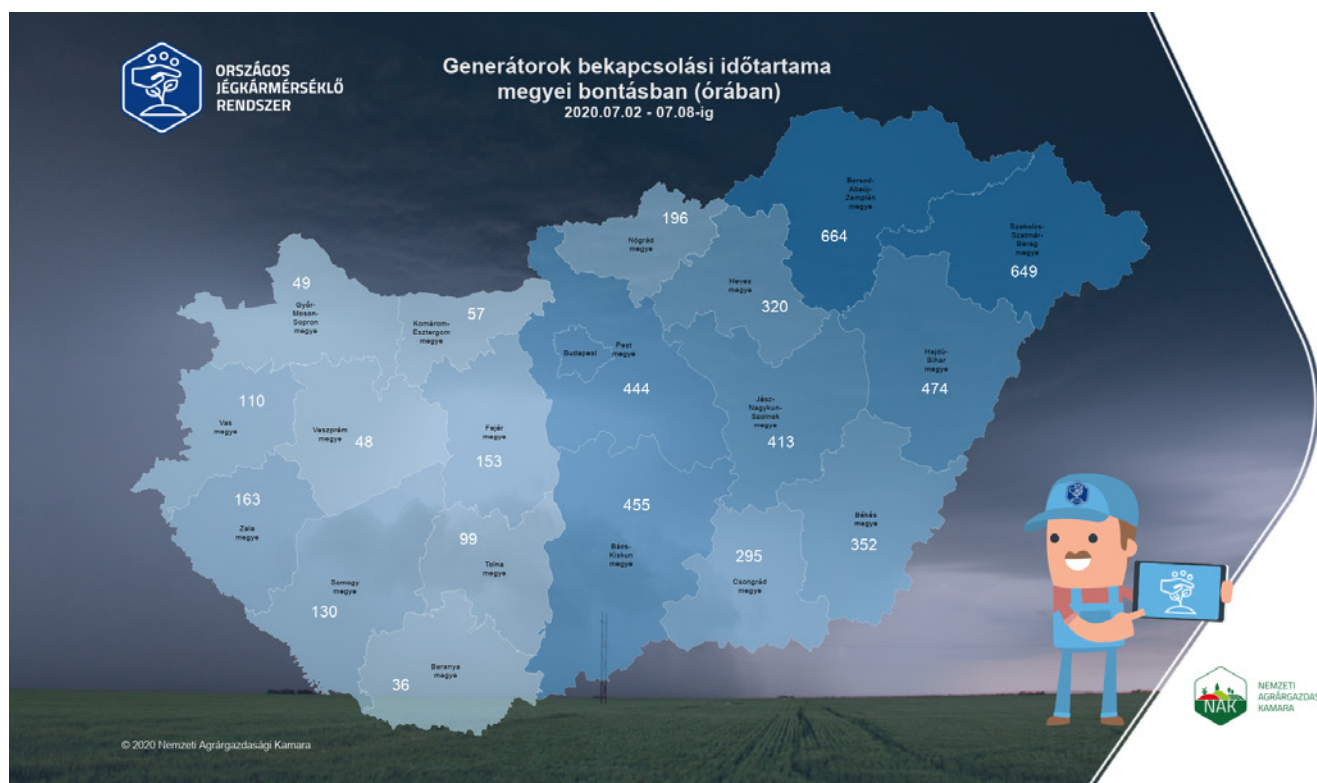 ORSZÁGOS
JÉGKÁRMÉRSÉKLŐ
RENDSZER
Generátorok bekapcsolási időtartama
megyei bontásban (órában)
2020.07.02 - 07.08-ig
Borsod-
Abaúj-
Zemplén
megye
664
Szabolcs-
Szatmár-
Bereg
megye
649
196
Nógrád
megye
Heves
megye
320
49
Győr-
Moson-
Sopron
megye
57
Komárom-
Esztergom
megye
Budapest
Pest
megye
444
Hajdú-
Bihar
megye
474
Jász-
Nagykun-
Szolnok
megye
413
110
Vas
megye
Veszprém
megye
48
Fejér
megye
153
163
Zala
megye
455
Bács-
Kiskun
megye
Békés
megye
352
295
Csongrád
megye
99
Tolna
megye
Somogy
megye
130
Baranya
megye
36
NAK
NEMZETI
AGRÁRGAZDAS
KAMARA
© 2020 Nemzeti Agrárgazdasági Kamara